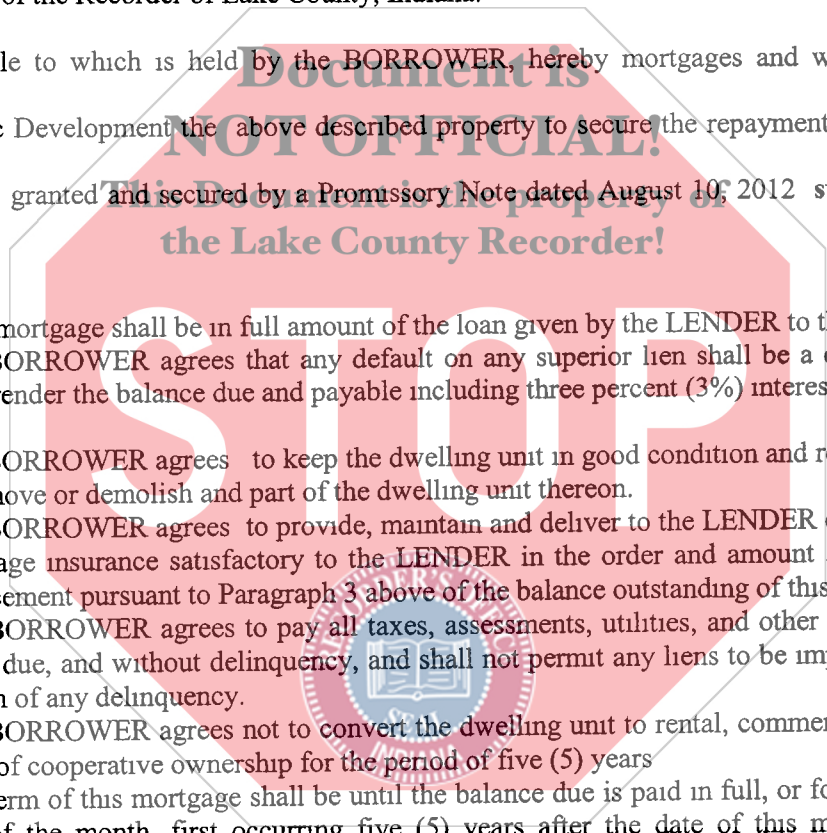 of the Recorder of Lake County, Indiana.
le to which is held by the BORROWER, hereby mortgages and w
Document is
Development the above described property to secure the repayment
NOT OFFICIAL!
granted and secured by a Promissory Note dated August 10, 2012 s
This Document is the property of
the Lake County Recorder!
mortgage shall be in full amount of the loan given by the LENDER to t
BORROWER agrees that any default on any superior lien shall be a
ender the balance due and payable including three percent (3%) interes
STOP
BORROWER agrees to keep the dwelling unit in good condition and r
ove or demolish and part of the dwelling unit thereon.
BORROWER agrees to provide, maintain and deliver to the LENDER
age insurance satisfactory to the LENDER in the order and amount
ement pursuant to Paragraph 3 above of the balance outstanding of this
BORROWER agrees to pay all taxes, assessments, utilities, and other
due, and without delinquency, and shall not permit any liens to be imp
n of any delinquency.
RECORDER'S OFFICE
SEAL
INDIANA
BORROWER agrees not to convert the dwelling unit to rental, commer
of cooperative ownership for the period of five (5) years
erm of this mortgage shall be until the balance due is paid in full, or fo
of the month, first occurring five (5) years after the date of this m